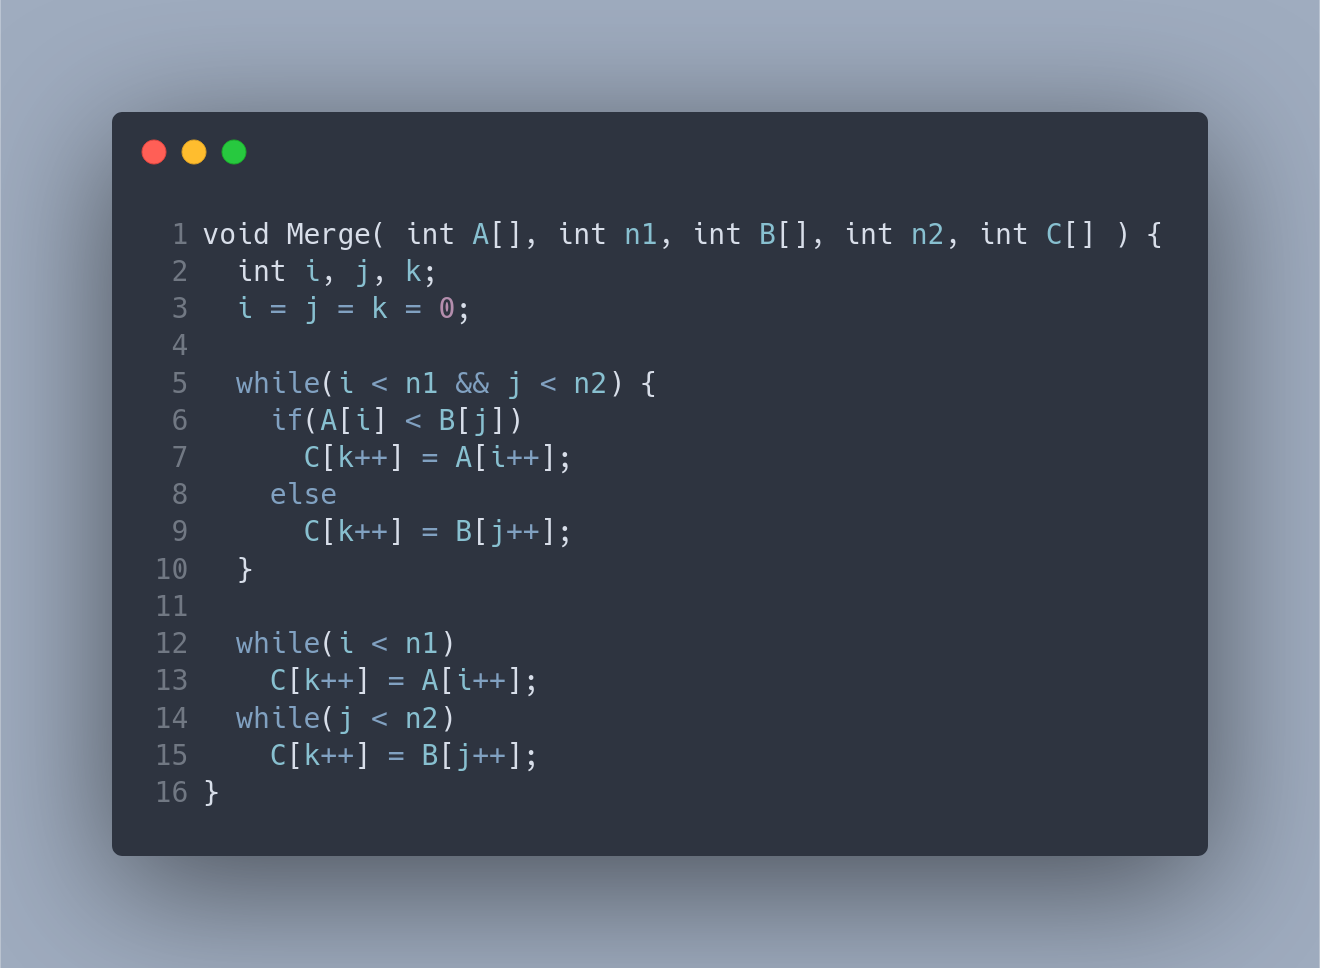 1 void Merge( int A[], int n1, int B[], int n2, int C[] ) {
2   int i, j, k;
3   i = j = k = 0;
4
5   while(i < n1 && j < n2) {
6     if(A[i] < B[j])
7       C[k++] = A[i++];
8     else
9       C[k++] = B[j++];
10   }
11
12   while(i < n1)
13     C[k++] = A[i++];
14   while(j < n2)
15     C[k++] = B[j++];
16 }